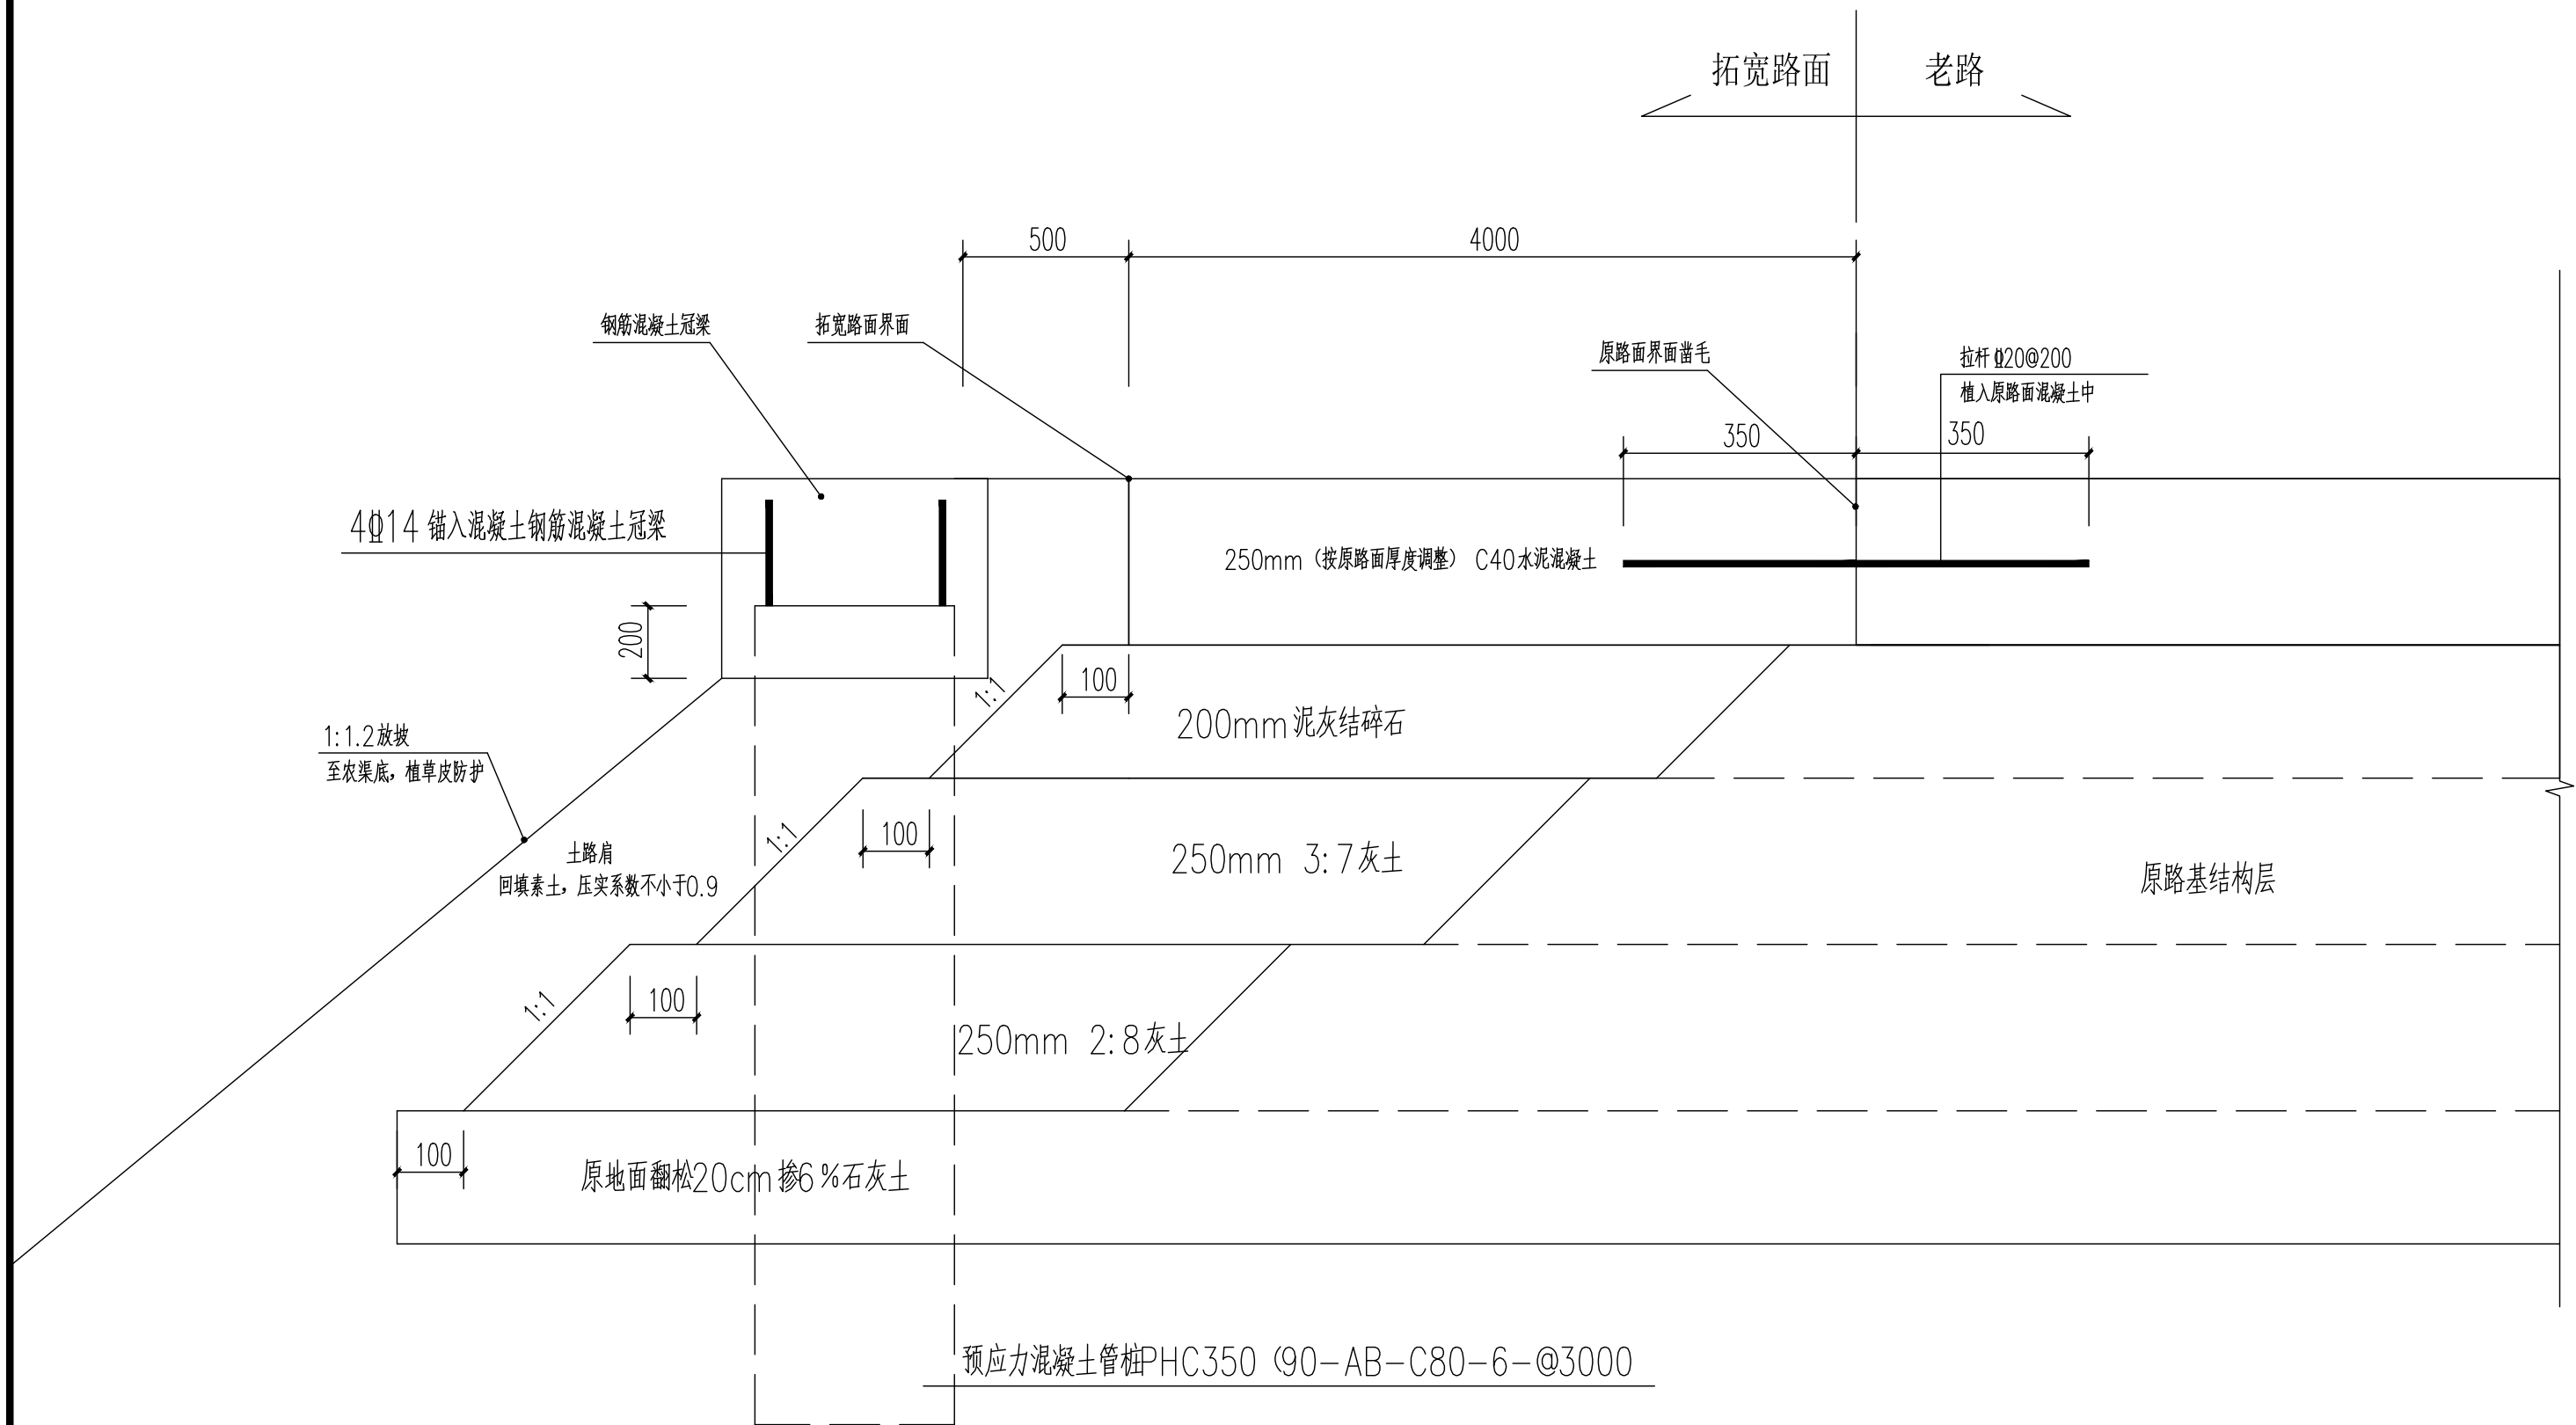 拓宽路面 老路
500 4000
钢筋混凝土冠梁 拓宽路面界面
原路面界面凿毛
拉杆Φ20@200
植入原路面混凝土中
350 350
4Φ14 锚入混凝土钢筋混凝土冠梁
250mm (按原路面厚度调整) C40水泥混凝土
200
1:1
100
200mm 泥灰结碎石
1:1.2放坡
至农渠底，植草皮防护
1:1
100
250mm 3:7灰土
土路肩
回填素土，压实系数不小于0.9
原路基结构层
1:1
100
250mm 2:8灰土
100
原地面翻松20cm掺6%石灰土
预应力混凝土管桩PHC350 (90-AB-C80-6-@3000